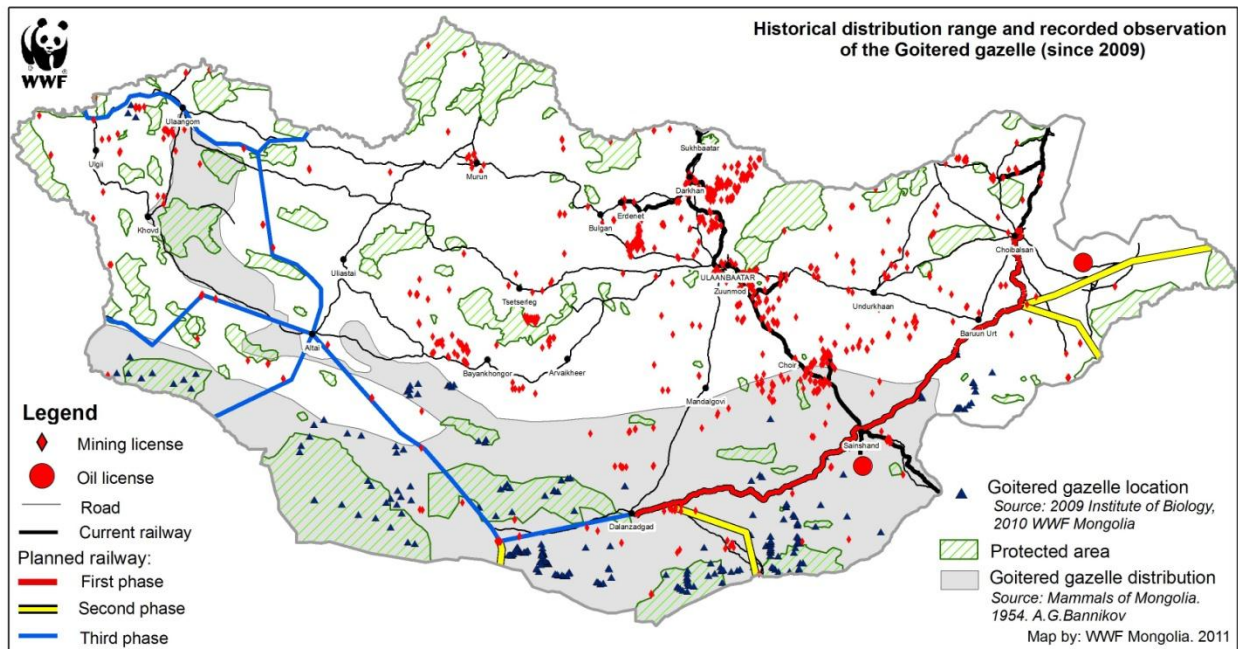 Historical distribution range and recorded observation
of the Goitered gazelle (since 2009)
WWF
Ulaangom
Ulgii
Khovd
Murun
Sukhbaatar
Darkhan
Erdenet
Bulgan
Uliastai
Tsetserleg
ULAANBAATAR
Zuunmod
Undurkhaan
Choibalsan
Baruun Urt
Altai
Bayankhongor
Arvaikheer
Choir
Mandalgovi
Sainshand
Dalanzadgad
Legend
Mining license
Oil license
Road
Current railway
Planned railway:
First phase
Second phase
Third phase
Goitered gazelle location
Source: 2009 Institute of Biology,
2010 WWF Mongolia
Protected area
Goitered gazelle distribution
Source: Mammals of Mongolia.
1954. A.G.Bannikov
Map by: WWF Mongolia. 2011